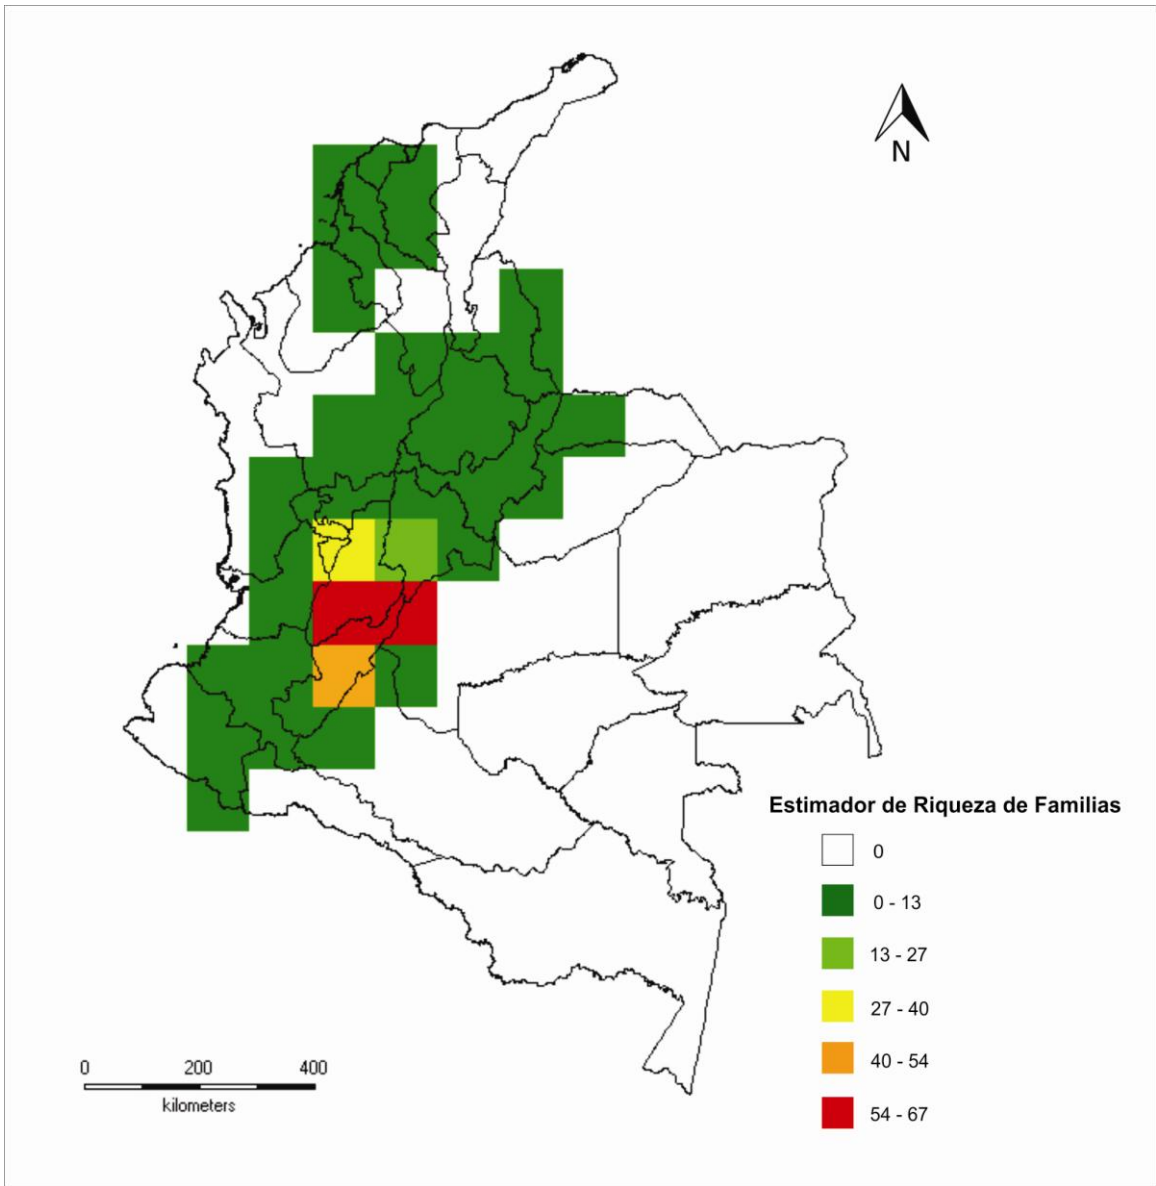 N
Estimador de Riqueza de Familias
0
0 - 13
13 - 27
27 - 40
40 - 54
54 - 67
0 200 400
kilometers